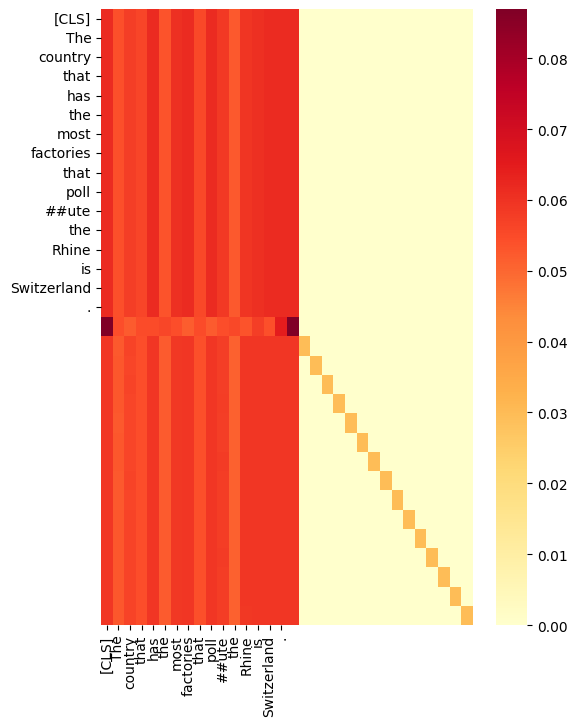 [CLS]
The
country
that
has
the
most
factories
that
poll
##ute
the
Rhine
is
Switzerland
.
0.08
0.07
0.06
0.05
0.04
0.03
0.02
0.01
0.00
[CLS]
The
country
that
has
the
most
factories
that
poll
##ute
the
Rhine
is
Switzerland
.